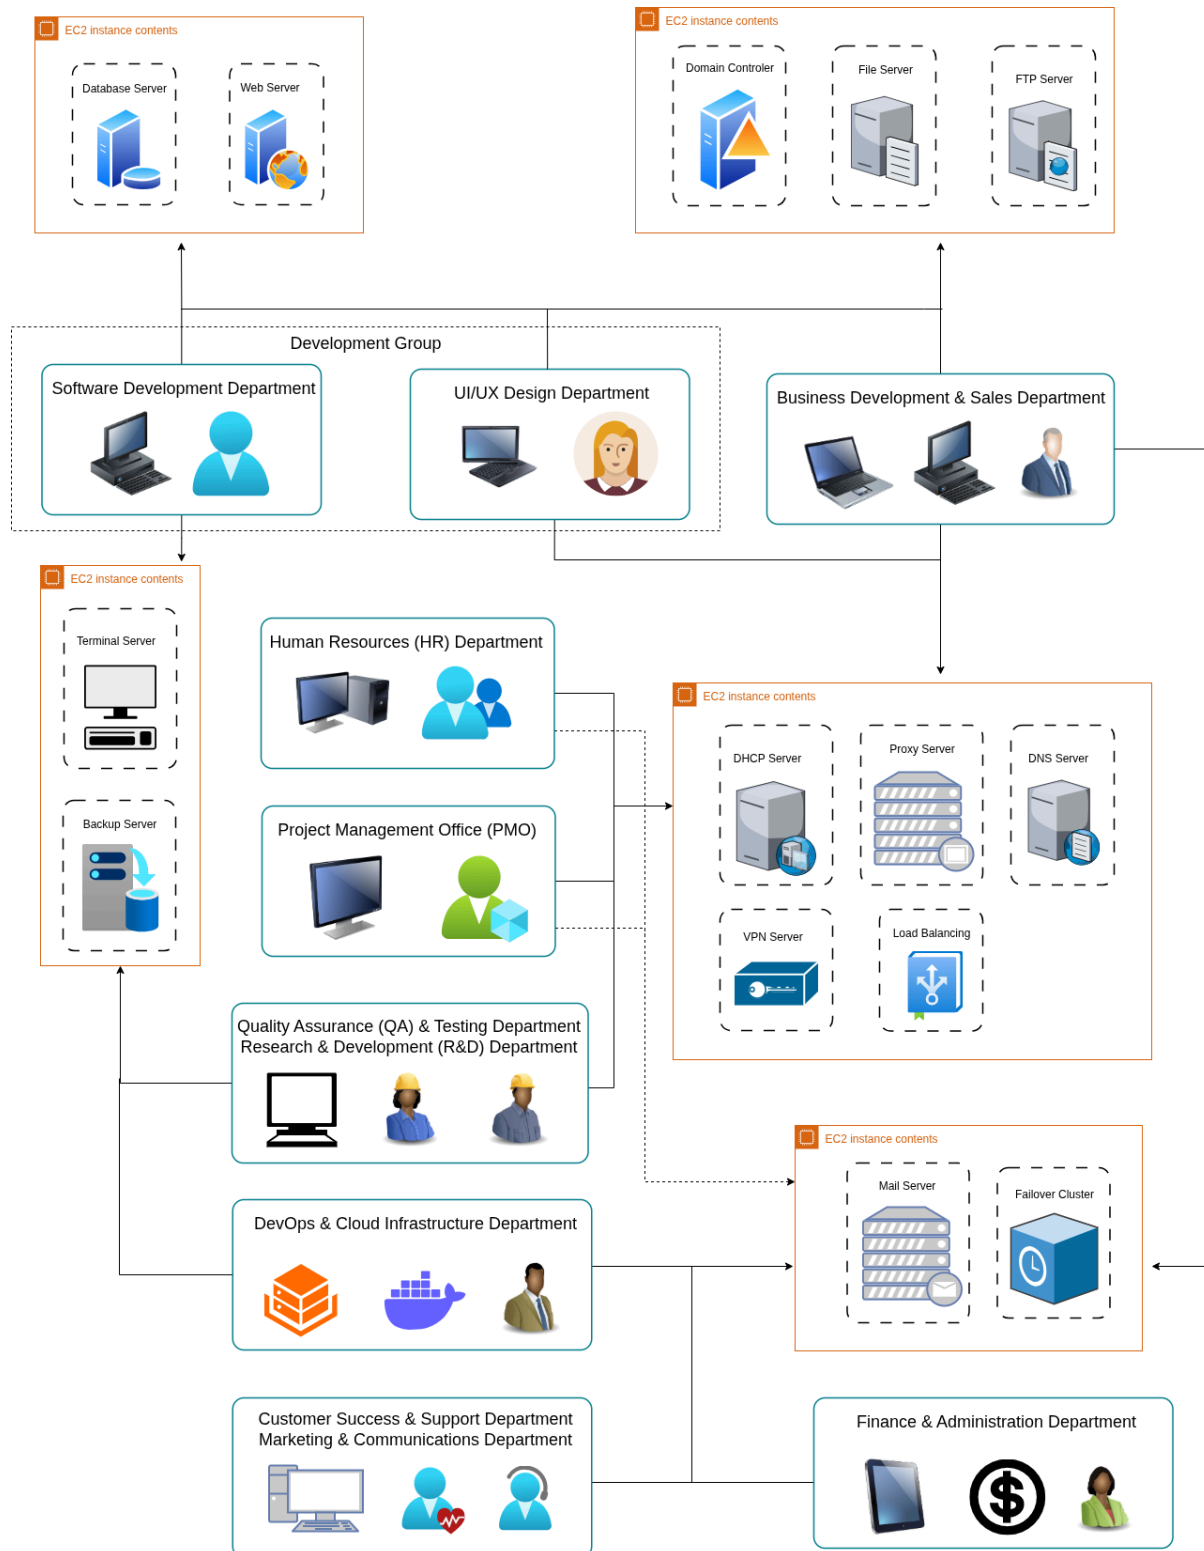 EC2 instance contents
Database Server
Web Server
EC2 instance contents
Domain Controler
File Server
FTP Server
Development Group
Software Development Department
UI/UX Design Department
Business Development & Sales Department
EC2 instance contents
Terminal Server
Backup Server
Human Resources (HR) Department
Project Management Office (PMO)
EC2 instance contents
DHCP Server
Proxy Server
DNS Server
VPN Server
Load Balancing
Quality Assurance (QA) & Testing Department
Research & Development (R&D) Department
EC2 instance contents
Mail Server
Failover Cluster
DevOps & Cloud Infrastructure Department
Customer Success & Support Department
Marketing & Communications Department
Finance & Administration Department